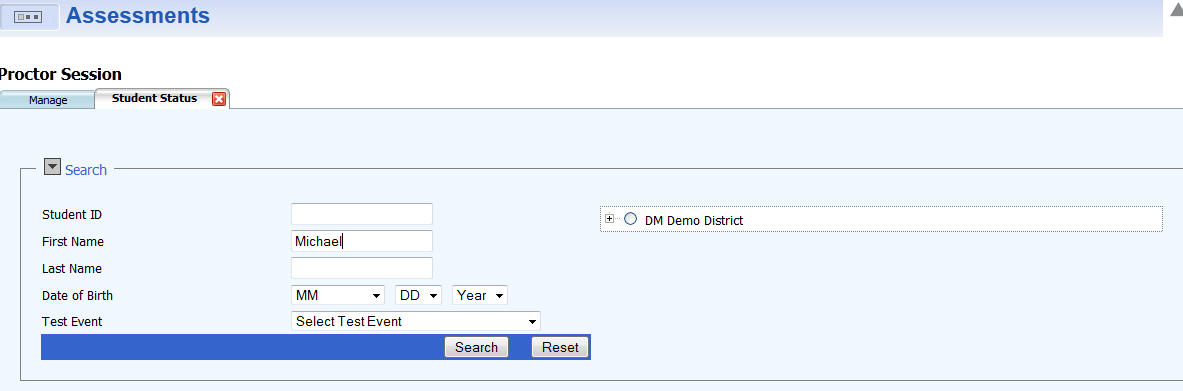 Assessments
Proctor Session
Manage
Student Status
Search
Student ID
DM Demo District
First Name
Michael
Last Name
Date of Birth
MM
DD
Year
Test Event
Select Test Event
Search
Reset